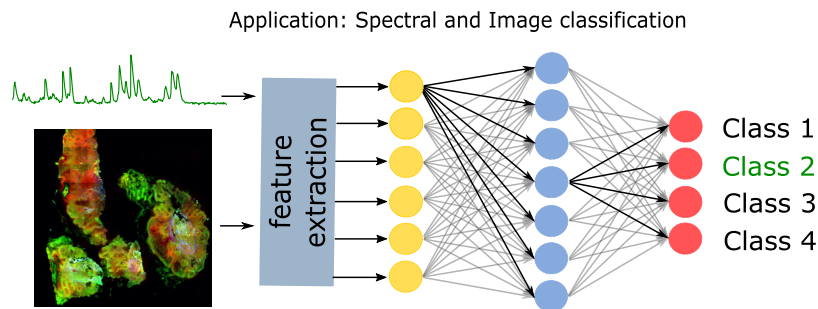 Application: Spectral and Image classification
feature
extraction
Class 1
Class 2
Class 3
Class 4